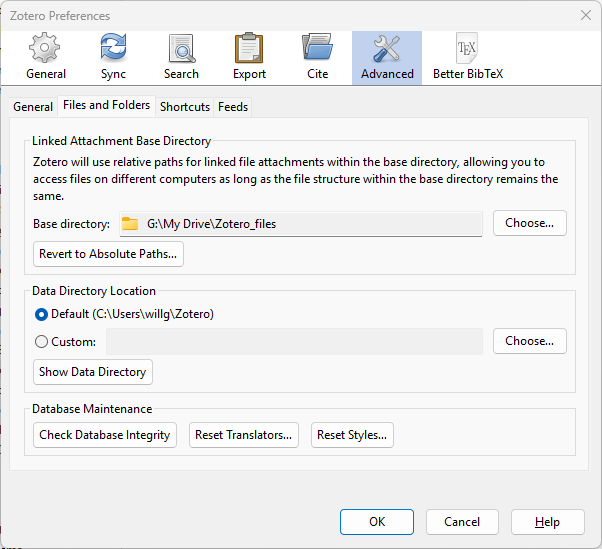 Zotero Preferences
General Sync Search Export Cite Advanced TEX Better BibTeX
General Files and Folders Shortcuts Feeds
Linked Attachment Base Directory
Zotero will use relative paths for linked file attachments within the base directory, allowing you to
access files on different computers as long as the file structure within the base directory remains the
same.
Base directory: G:\My Drive\Zotero_files Choose...
Revert to Absolute Paths...
Data Directory Location
Default (C:\Users\willg\Zotero)
Custom: Choose...
Show Data Directory
Database Maintenance
Check Database Integrity Reset Translators... Reset Styles...
OK Cancel Help